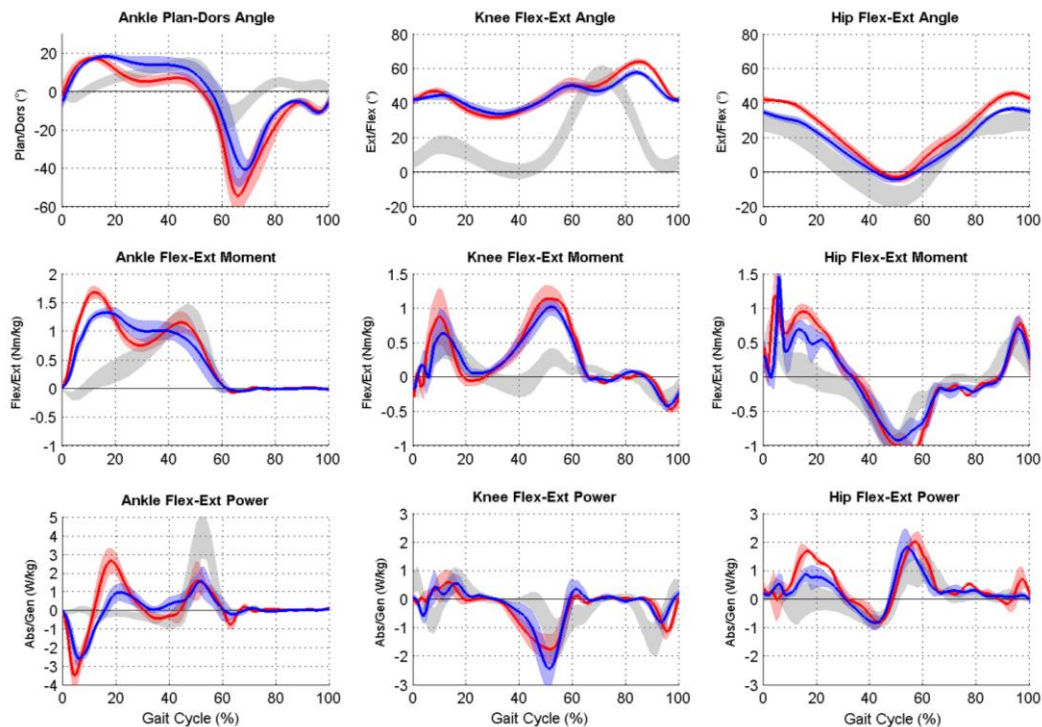 Ankle Plan-Dors Angle
Knee Flex-Ext Angle
Hip Flex-Ext Angle
Plan/Dors (°)
20
0
-20
-40
-60
0 20 40 60 80 100
Ext/Flex (°)
80
60
40
20
0
-20
0 20 40 60 80 100
Ext/Flex (°)
80
60
40
20
0
-20
0 20 40 60 80 100
Ankle Flex-Ext Moment
Knee Flex-Ext Moment
Hip Flex-Ext Moment
Flex/Ext (Nm/kg)
2
1.5
1
0.5
0
-0.5
-1
0 20 40 60 80 100
Flex/Ext (Nm/kg)
1.5
1
0.5
0
-0.5
-1
0 20 40 60 80 100
Flex/Ext (Nm/kg)
1.5
1
0.5
0
-0.5
-1
0 20 40 60 80 100
Ankle Flex-Ext Power
Knee Flex-Ext Power
Hip Flex-Ext Power
Abs/Gen (W/kg)
5
4
3
2
1
0
-1
-2
-3
-4
0 20 40 60 80 100
Gait Cycle (%)
Abs/Gen (W/kg)
3
2
1
0
-1
-2
-3
0 20 40 60 80 100
Gait Cycle (%)
Abs/Gen (W/kg)
3
2
1
0
-1
-2
-3
0 20 40 60 80 100
Gait Cycle (%)